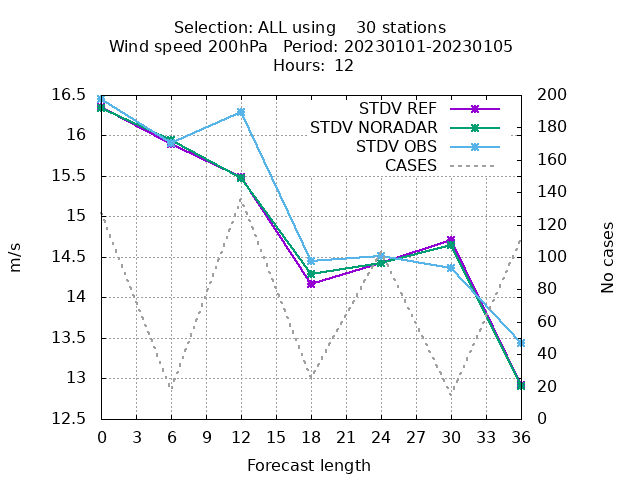 Selection: ALL using    30 stations
Wind speed 200hPa   Period: 20230101-20230105
Hours: 12
STDV REF
STDV NORADAR
STDV OBS
CASES
m/s
16.5
16
15.5
15
14.5
14
13.5
13
12.5
200
180
160
140
120
100
80
60
40
20
0
No cases
0 3 6 9 12 15 18 21 24 27 30 33 36
Forecast length